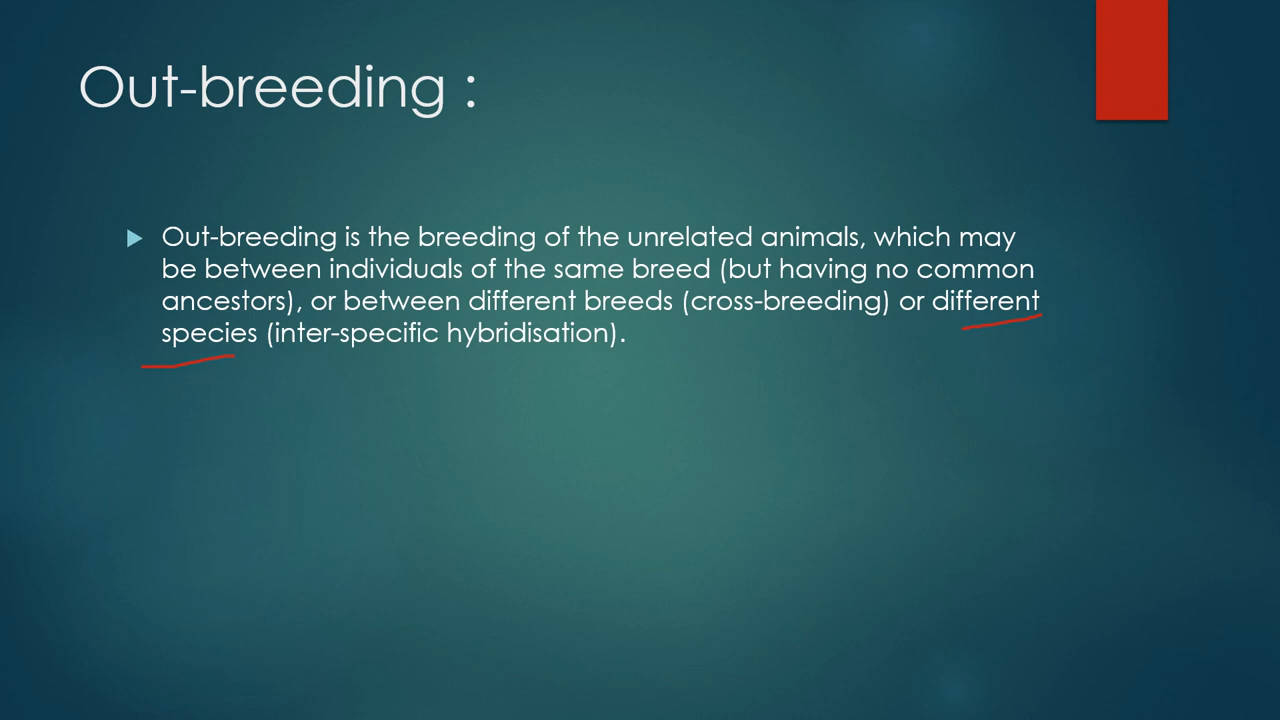 Out-breeding :
Out-breeding is the breeding of the unrelated animals, which may
be between individuals of the same breed (but having no common
ancestors), or between different breeds (cross-breeding) or different
species (inter-specific hybridisation).